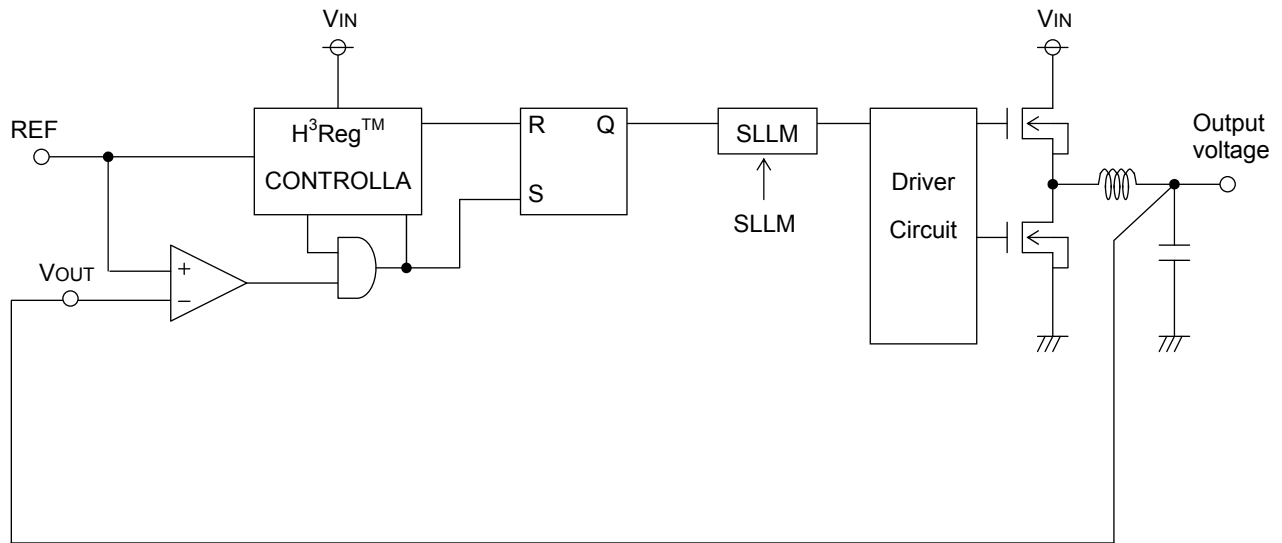 VIN
VIN
REF
H³Reg™
CONTROLLA
R
Q
S
SLLM
SLLM
Driver
Circuit
Output
voltage
VOUT
+
−